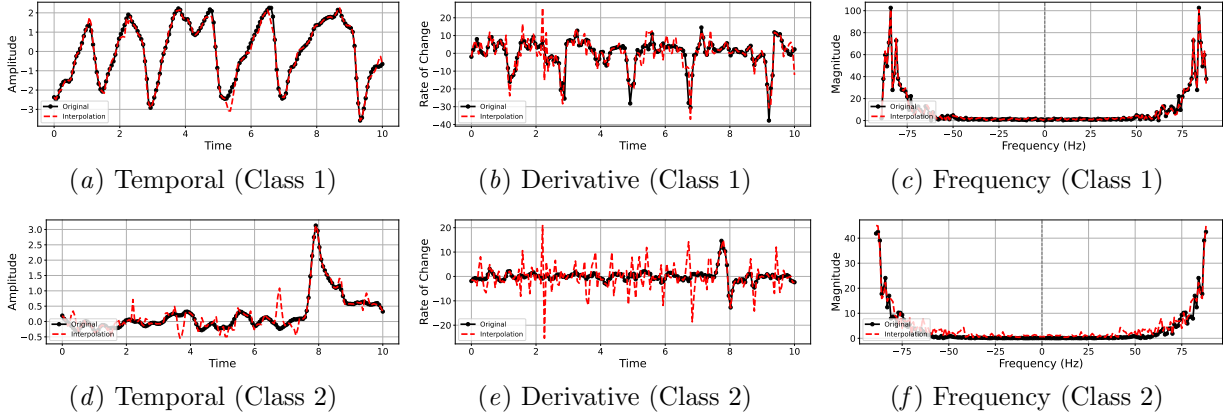 2
1
0
−1
−2
−3
Amplitude
Original
Interpolation
0
2
4
6
8
10
Time
20
10
0
−10
−20
−30
−40
Rate of Change
Original
Interpolation
0
2
4
6
8
10
Time
100
80
60
40
20
0
Magnitude
Original
Interpolation
−75
−50
−25
0
25
50
75
Frequency (Hz)
(a) Temporal (Class 1)
(b) Derivative (Class 1)
(c) Frequency (Class 1)
3.0
2.5
2.0
1.5
1.0
0.5
0.0
−0.5
Amplitude
Original
Interpolation
0
2
4
6
8
10
Time
20
10
0
−10
−20
Rate of Change
Original
Interpolation
0
2
4
6
8
10
Time
40
30
20
10
0
Magnitude
Original
Interpolation
−75
−50
−25
0
25
50
75
Frequency (Hz)
(d) Temporal (Class 2)
(e) Derivative (Class 2)
(f) Frequency (Class 2)